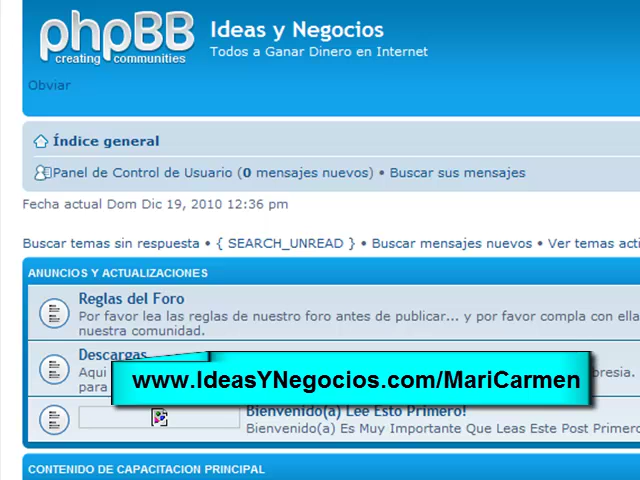 phpBB
creating communities
Ideas y Negocios
Todos a Ganar Dinero en Internet
Obviar
Índice general
Panel de Control de Usuario (0 mensajes nuevos) • Buscar sus mensajes
Fecha actual Dom Dic 19, 2010 12:36 pm
Buscar temas sin respuesta • { SEARCH_UNREAD } • Buscar mensajes nuevos • Ver temas acti
ANUNCIOS Y ACTUALIZACIONES
Reglas del Foro
Por favor lea las reglas de nuestro foro antes de publicar... y por favor compla con ella
nuestra comunidad.
Descargas
Aqui
bresia.
para
www.IdeasYNegocios.com/MariCarmen
Bienvenido(a) Lee Esto Primero!
Bienvenido(a) Es Muy Importante Que Leas Este Post Primero
CONTENIDO DE CAPACITACION PRINCIPAL